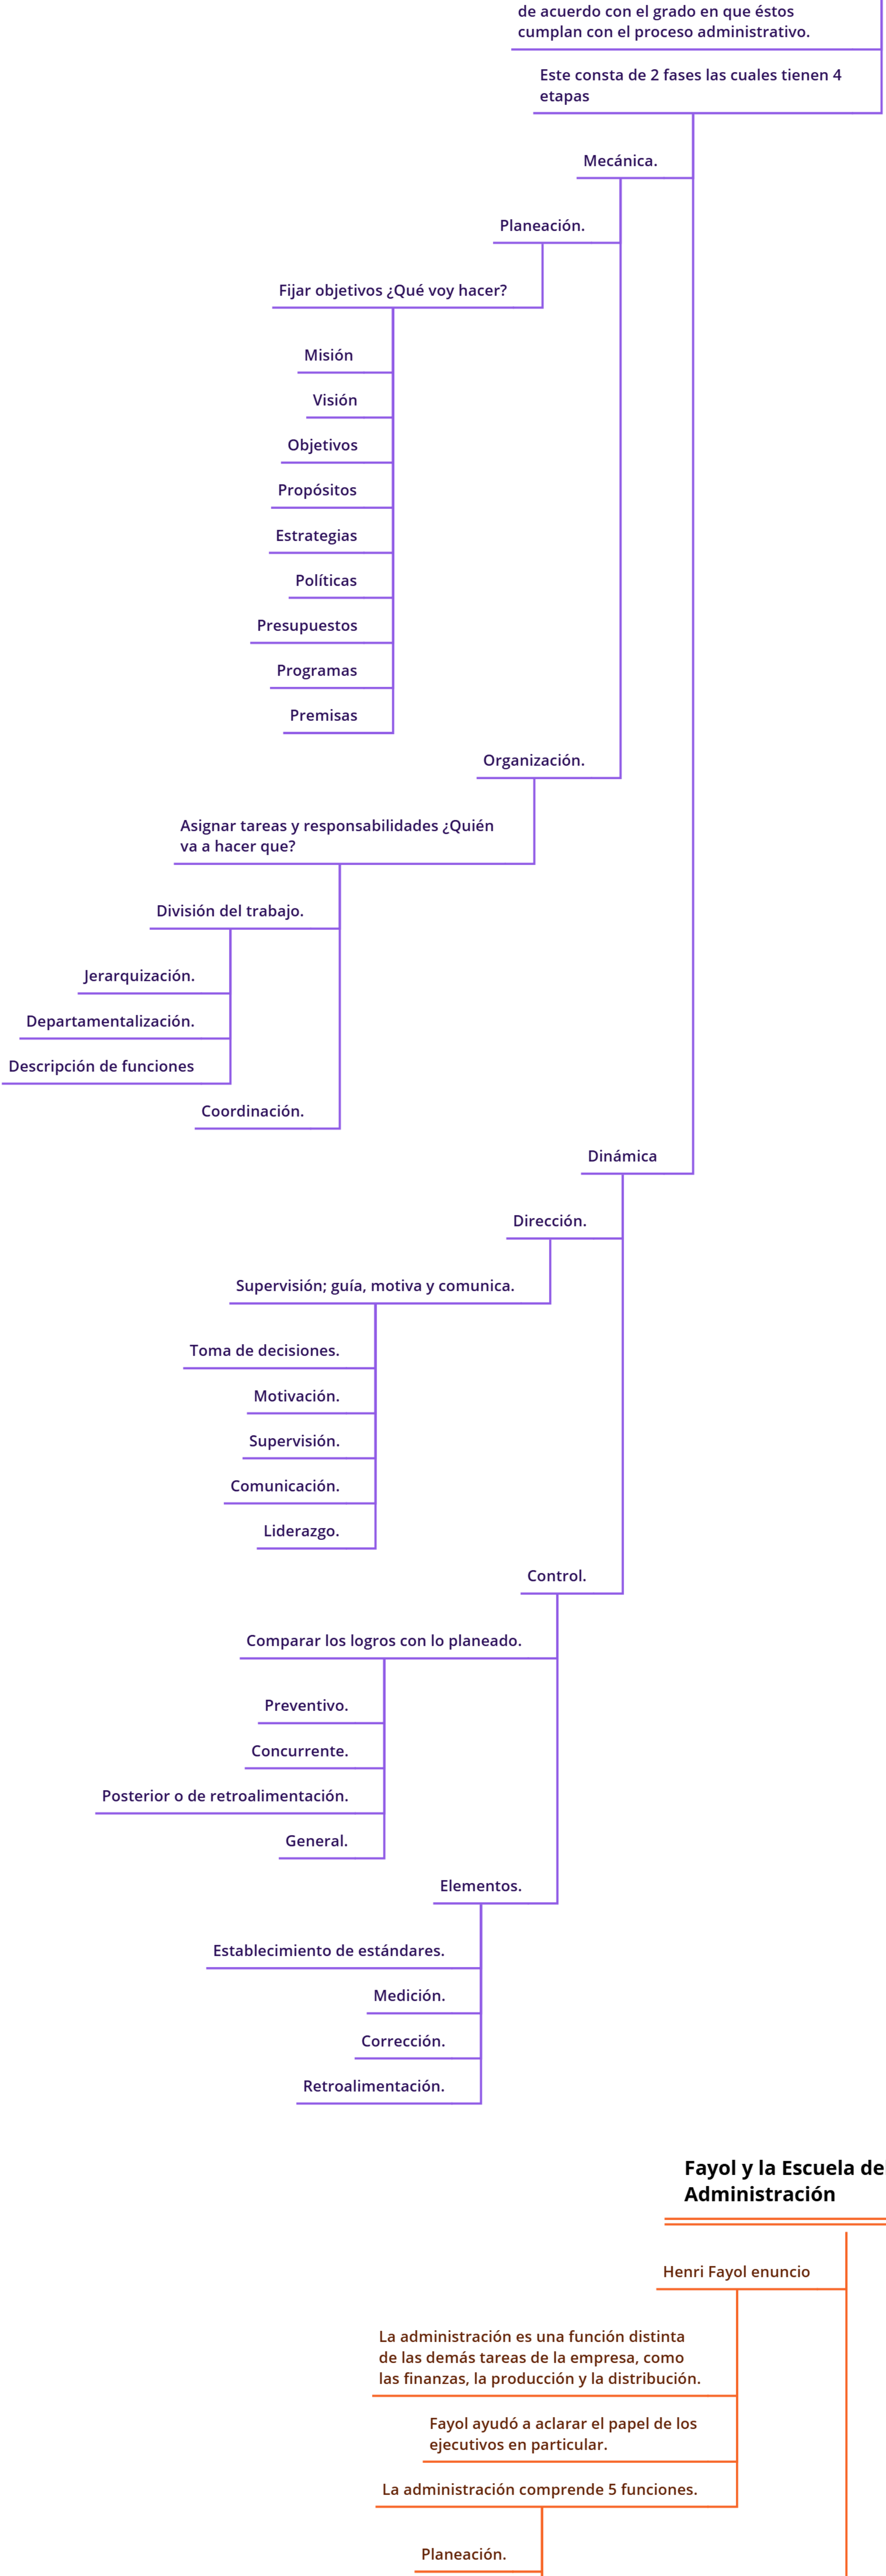 de acuerdo con el grado en que éstos
cumplan con el proceso administrativo.
Este consta de 2 fases las cuales tienen 4
etapas
Mecánica.
Planeación.
Fijar objetivos ¿Qué voy hacer?
Misión
Visión
Objetivos
Propósitos
Estrategias
Políticas
Presupuestos
Programas
Premisas
Organización.
Asignar tareas y responsabilidades ¿Quién
va a hacer que?
División del trabajo.
Jerarquización.
Departamentalización.
Descripción de funciones
Coordinación.
Dinámica
Dirección.
Supervisión; guía, motiva y comunica.
Toma de decisiones.
Motivación.
Supervisión.
Comunicación.
Liderazgo.
Control.
Comparar los logros con lo planeado.
Preventivo.
Concurrente.
Posterior o de retroalimentación.
General.
Elementos.
Establecimiento de estándares.
Medición.
Corrección.
Retroalimentación.
Fayol y la Escuela de
Administración
Henri Fayol enuncio
La administración es una función distinta
de las demás tareas de la empresa, como
las finanzas, la producción y la distribución.
Fayol ayudó a aclarar el papel de los
ejecutivos en particular.
La administración comprende 5 funciones.
Planeación.